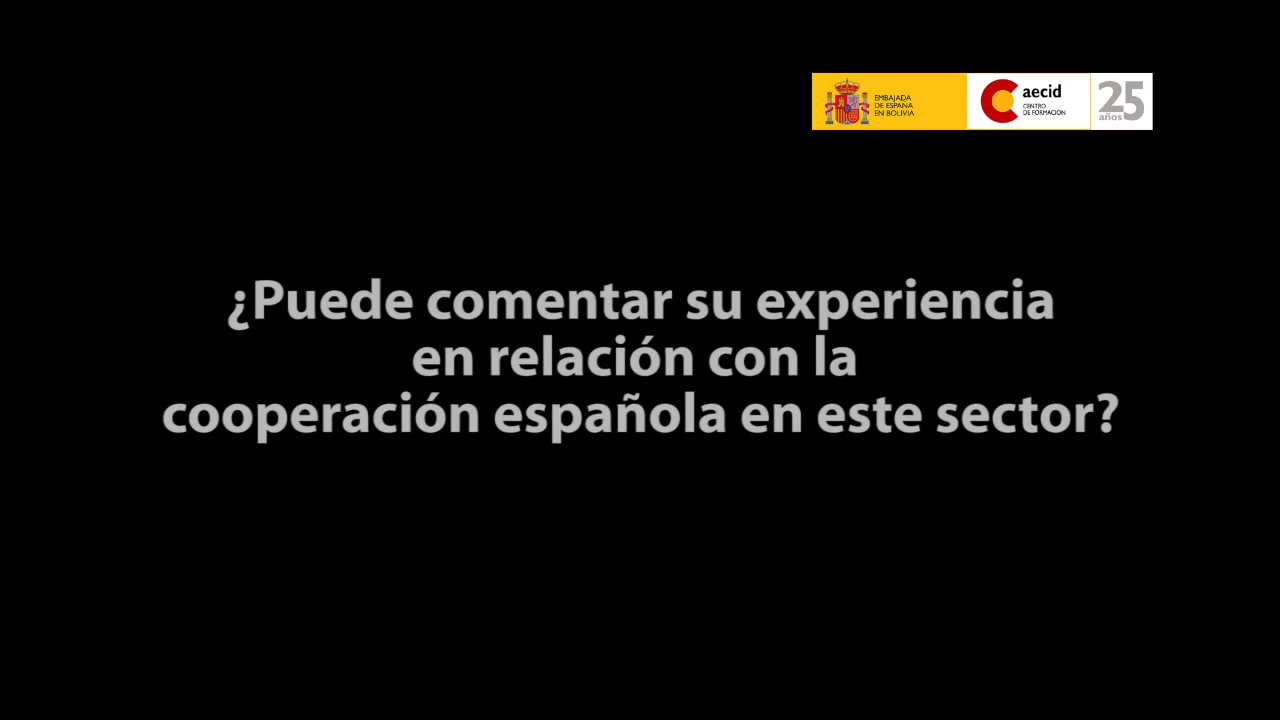 EMBAJADA
DE ESPAÑA
EN BOLIVIA
aecid
CENTRO
DE FORMACIÓN
25
años
¿Puede comentar su experiencia
en relación con la
cooperación española en este sector?